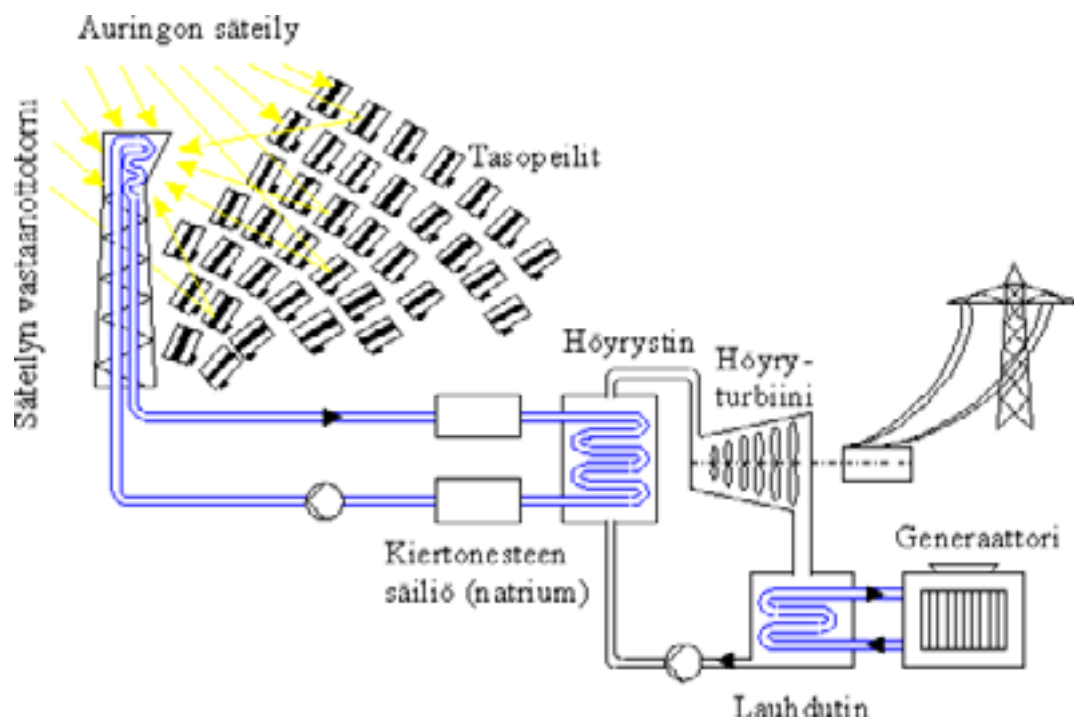 Auringon säteily
Säteilyn vastaanottotorni
Tasopeilit
Höyrystin
Höyry-
turbiini
Kiertonesteen
säiliö (natrium)
Generaattori
Lauhdutin